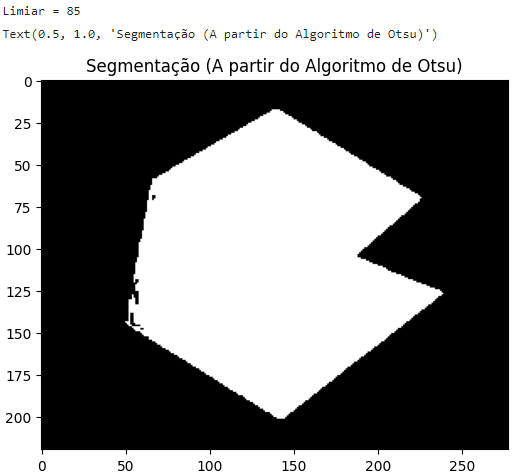 Limiar = 85
Text(0.5, 1.0, 'Segmentação (A partir do Algoritmo de Otsu)')
Segmentação (A partir do Algoritmo de Otsu)
0
25
50
75
100
125
150
175
200
0 50 100 150 200 250